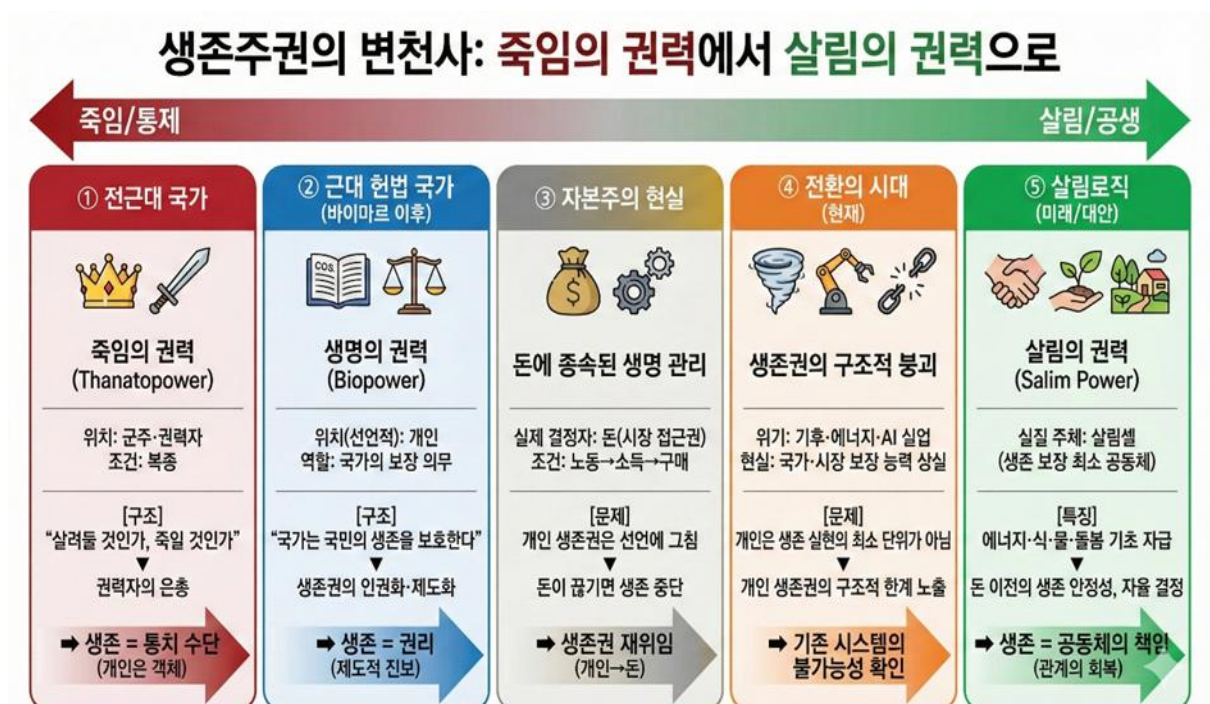 생존주권의 변천사: 죽임의 권력에서 살림의 권력으로
죽임/통제
살림/공생
① 전근대 국가
죽임의 권력
(Thanatopower)
위치: 군주·권력자
조건: 복종
[구조]
“살려둘 것인가, 죽일 것인가”
▼
권력자의 은총
➡ 생존 = 통치 수단
(개인은 객체)
② 근대 헌법 국가
(바이마르 이후)
COS.
생명의 권력
(Biopower)
위치(선언적): 개인
역할: 국가의 보장 의무
[구조]
“국가는 국민의 생존을 보호한다”
▼
생존권의 인권화·제도화
➡ 생존 = 권리
(제도적 진보)
③ 자본주의 현실
$
돈에 종속된 생명 관리
실제 결정자: 돈(시장 접근권)
조건: 노동→소득→구매
[문제]
개인 생존권은 선언에 그침
▼
돈이 끊기면 생존 중단
➡ 생존권 재위임
(개인→돈)
④ 전환의 시대
(현재)
생존권의 구조적 붕괴
위기: 기후·에너지·AI 실업
현실: 국가·시장 보장 능력 상실
[문제]
개인은 생존 실현의 최소 단위가 아님
▼
개인 생존권의 구조적 한계 노출
➡ 기존 시스템의
불가능성 확인
⑤ 살림로직
(미래/대안)
살림의 권력
(Salim Power)
실질 주체: 살림셀
(생존 보장 최소 공동체)
[특징]
에너지·식·물·돌봄 기초 자급
▼
돈 이전의 생존 안정성, 자율 결정
➡ 생존 = 공동체의 책임
(관계의 회복)